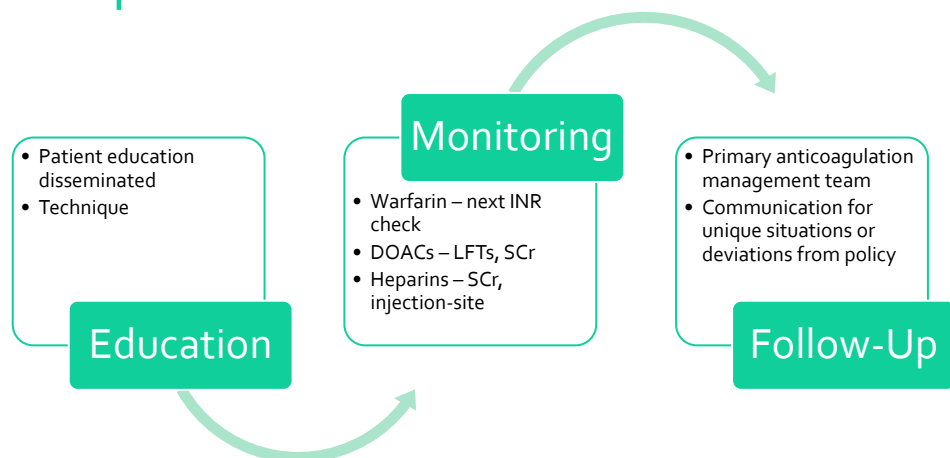 • Patient education
disseminated
• Technique
Education
Monitoring
• Warfarin – next INR
check
• DOACs – LFTs, SCr
• Heparins – SCr,
injection-site
• Primary anticoagulation
management team
• Communication for
unique situations or
deviations from policy
Follow-Up